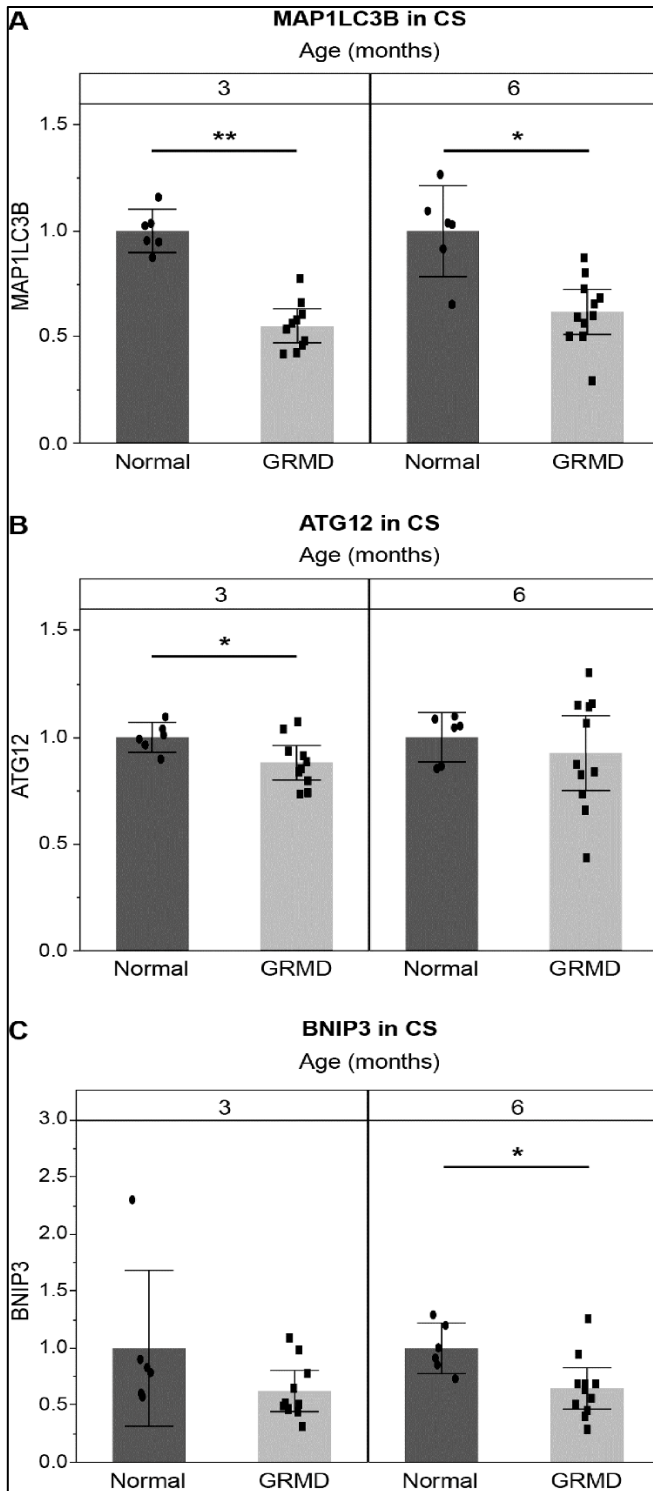 A
MAP1LC3B in CS
Age (months)
3 6
**
*
1.5
1.0
0.5
0.0
MAP1LC3B
Normal GRMD Normal GRMD
B
ATG12 in CS
Age (months)
3 6
*
1.5
1.0
0.5
0.0
ATG12
Normal GRMD Normal GRMD
C
BNIP3 in CS
Age (months)
3 6
*
3.0
2.5
2.0
1.5
1.0
0.5
0.0
BNIP3
Normal GRMD Normal GRMD